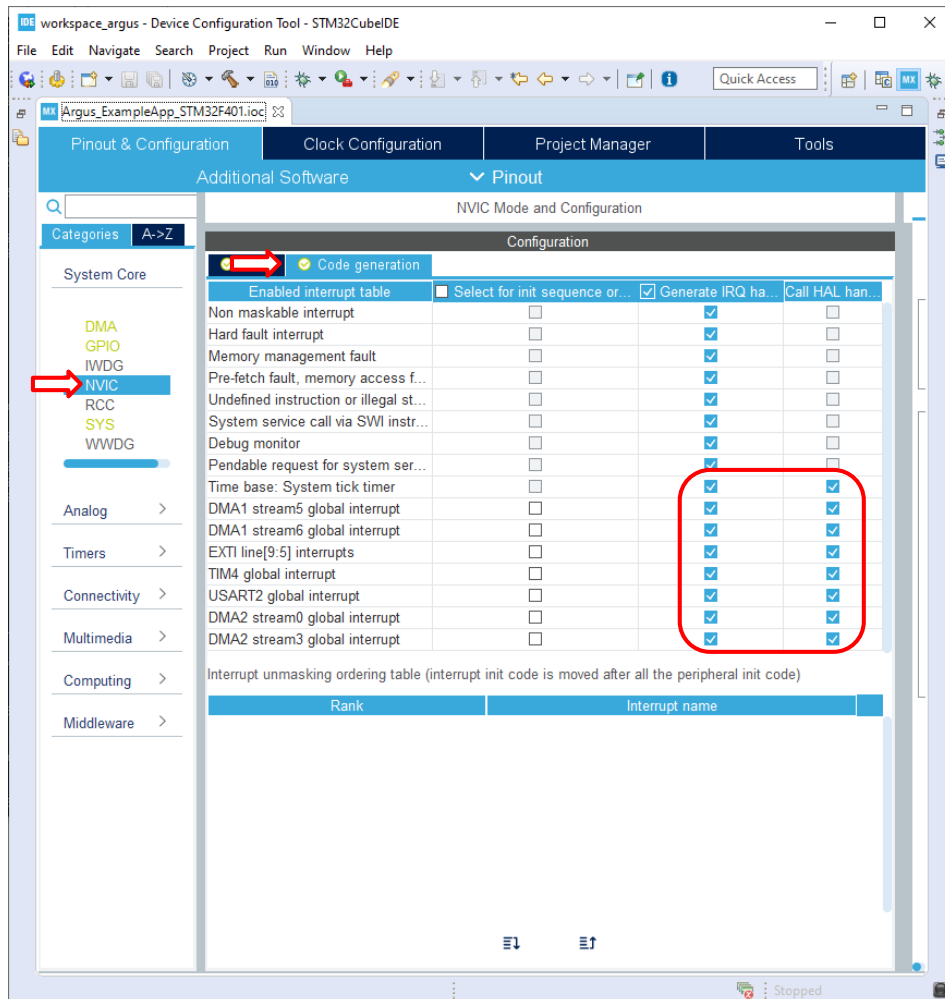 IDE workspace_argus - Device Configuration Tool - STM32CubeIDE
File Edit Navigate Search Project Run Window Help
010 Quick Access MX
MX Argus_ExampleApp_STM32F401.ioc
Pinout & Configuration Clock Configuration Project Manager Tools
Additional Software Pinout
NVIC Mode and Configuration
Categories A->Z
Configuration
Code generation
System Core
DMA
GPIO
IWDG
NVIC
RCC
SYS
WWDG
Analog
Timers
Connectivity
Multimedia
Computing
Middleware
Enabled interrupt table Select for init sequence or... Generate IRQ ha... Call HAL han...
Non maskable interrupt
Hard fault interrupt
Memory management fault
Pre-fetch fault, memory access f...
Undefined instruction or illegal st...
System service call via SWI instr...
Debug monitor
Pendable request for system ser...
Time base: System tick timer
DMA1 stream5 global interrupt
DMA1 stream6 global interrupt
EXTI line[9:5] interrupts
TIM4 global interrupt
USART2 global interrupt
DMA2 stream0 global interrupt
DMA2 stream3 global interrupt
Interrupt unmasking ordering table (interrupt init code is moved after all the peripheral init code)
Rank Interrupt name
Stopped